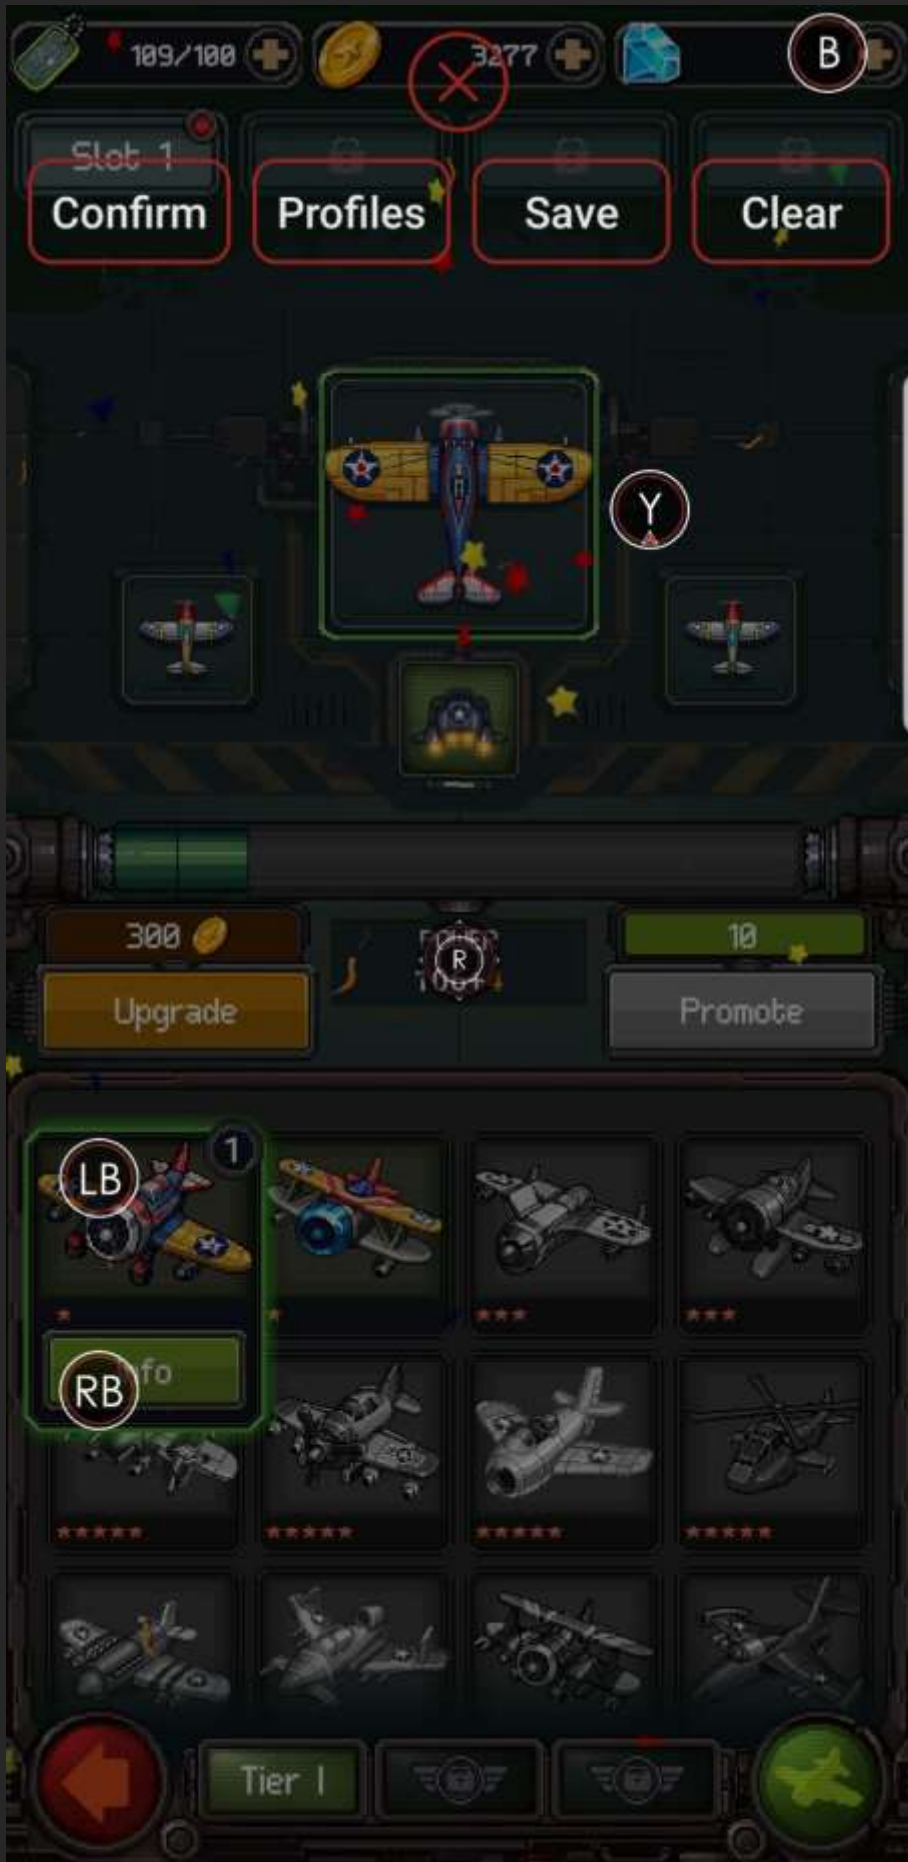 109/100
3277
B
Slot 1
Confirm
Profiles
Save
Clear
Y
300
R
10
Upgrade
Promote
LB
1
RB
Tier I